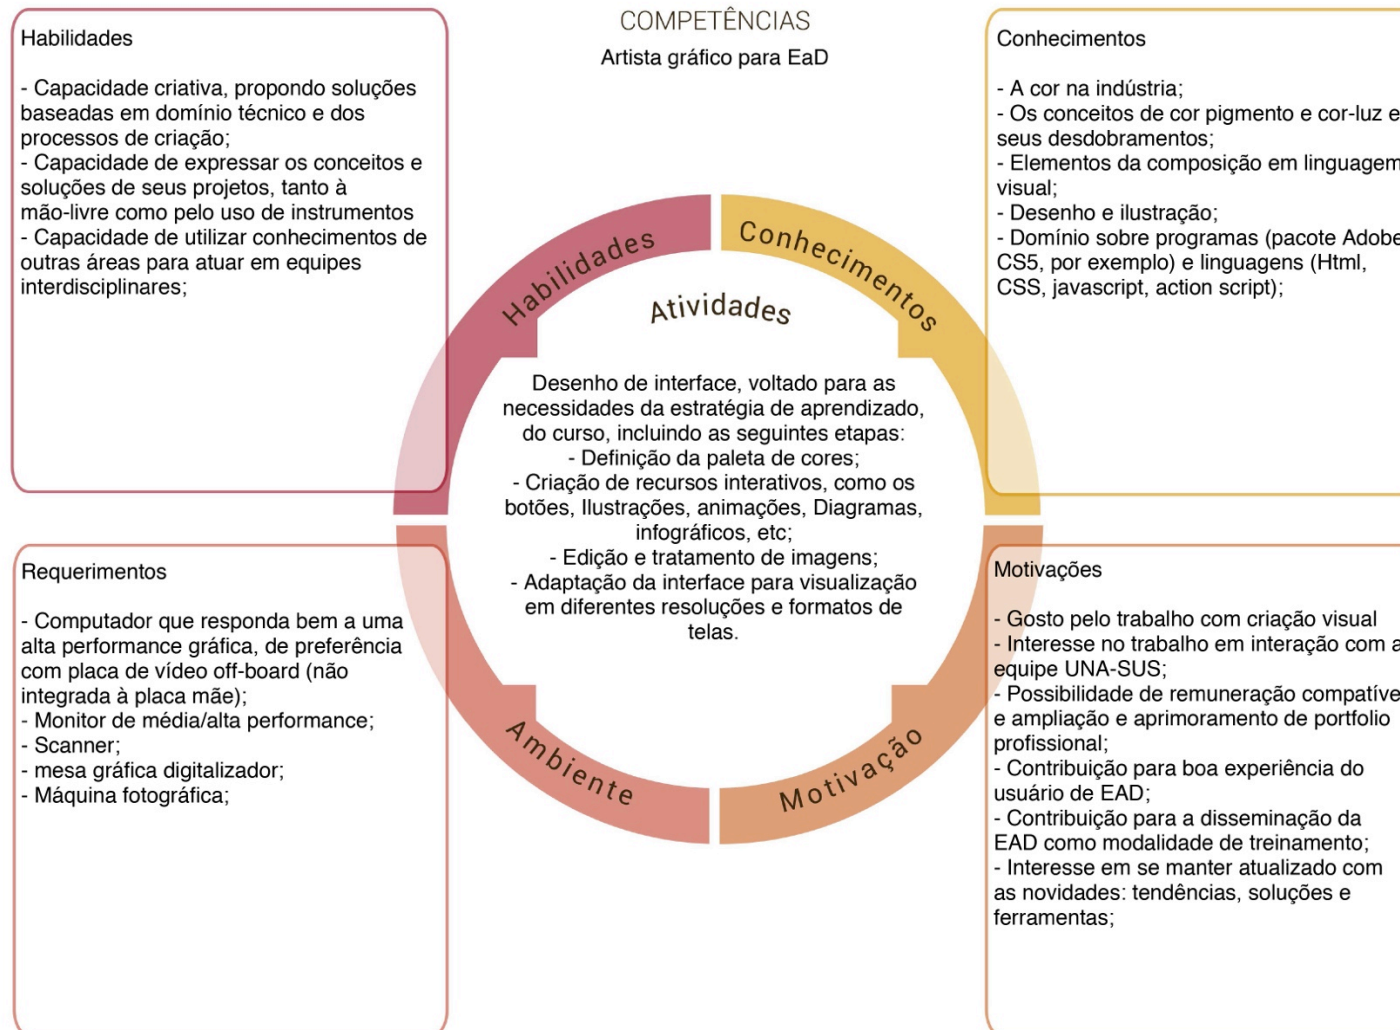 COMPETÊNCIAS
Artista gráfico para EaD
Habilidades
- Capacidade criativa, propondo soluções
baseadas em domínio técnico e dos
processos de criação;
- Capacidade de expressar os conceitos e
soluções de seus projetos, tanto à
mão-livre como pelo uso de instrumentos
- Capacidade de utilizar conhecimentos de
outras áreas para atuar em equipes
interdisciplinares;
Conhecimentos
- A cor na indústria;
- Os conceitos de cor pigmento e cor-luz e
seus desdobramentos;
- Elementos da composição em linguagem
visual;
- Desenho e ilustração;
- Domínio sobre programas (pacote Adobe
CS5, por exemplo) e linguagens (Html,
CSS, javascript, action script);
Habilidades
Conhecimentos
Atividades
Desenho de interface, voltado para as
necessidades da estratégia de aprendizado,
do curso, incluindo as seguintes etapas:
- Definição da paleta de cores;
- Criação de recursos interativos, como os
botões, Ilustrações, animações, Diagramas,
infográficos, etc;
- Edição e tratamento de imagens;
- Adaptação da interface para visualização
em diferentes resoluções e formatos de
telas.
Ambiente
Motivação
Requerimentos
- Computador que responda bem a uma
alta performance gráfica, de preferência
com placa de vídeo off-board (não
integrada à placa mãe);
- Monitor de média/alta performance;
- Scanner;
- mesa gráfica digitalizador;
- Máquina fotográfica;
Motivações
- Gosto pelo trabalho com criação visual
- Interesse no trabalho em interação com a
equipe UNA-SUS;
- Possibilidade de remuneração compatíve
e ampliação e aprimoramento de portfolio
profissional;
- Contribuição para boa experiência do
usuário de EAD;
- Contribuição para a disseminação da
EAD como modalidade de treinamento;
- Interesse em se manter atualizado com
as novidades: tendências, soluções e
ferramentas;